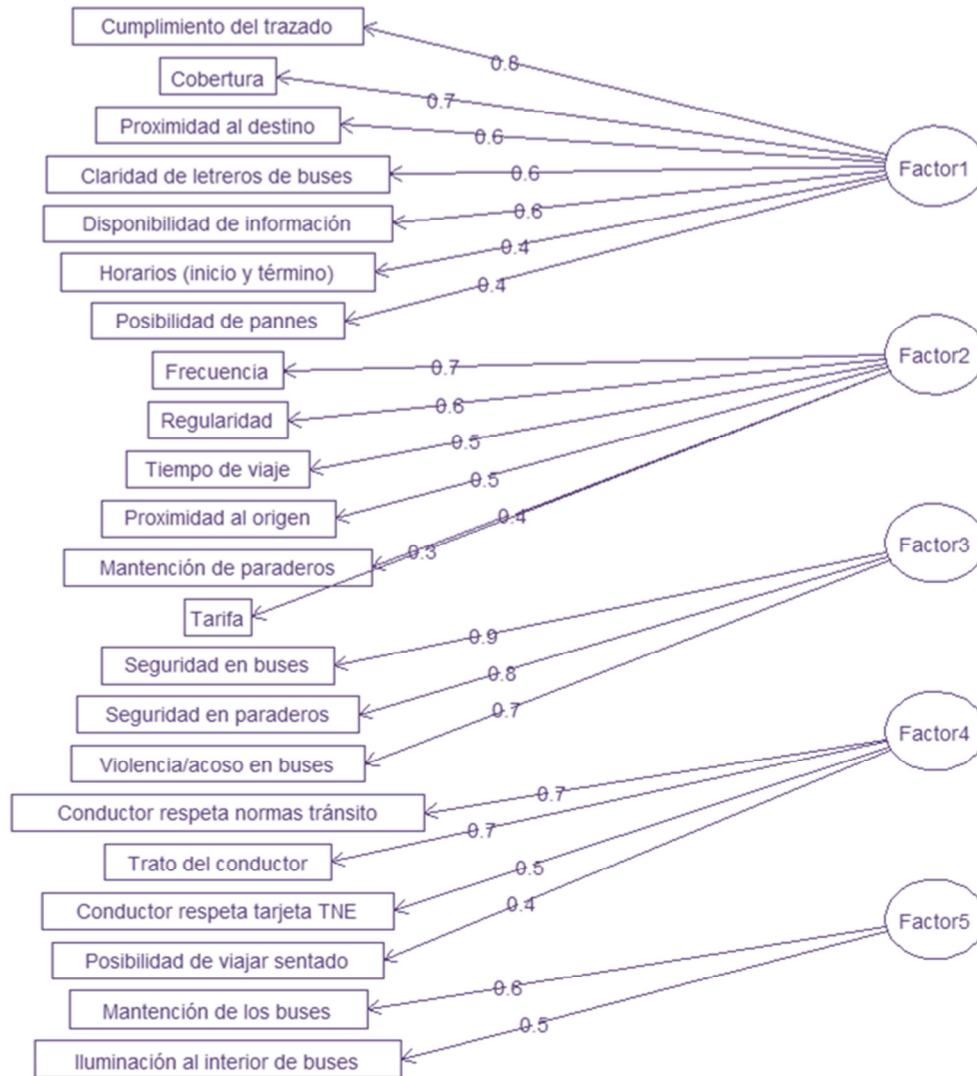 Cumplimiento del trazado
0.8
Cobertura
0.7
Proximidad al destino
0.6
Factor1
Claridad de letreros de buses
0.6
Disponibilidad de información
0.6
Horarios (inicio y término)
0.4
Posibilidad de pannes
0.4
Frecuencia
0.7
Factor2
Regularidad
0.6
Tiempo de viaje
0.5
Proximidad al origen
0.5
Mantención de paraderos
0.4
Tarifa
0.3
Factor3
Seguridad en buses
0.9
Seguridad en paraderos
0.8
Violencia/acoso en buses
0.7
Factor4
Conductor respeta normas tránsito
0.7
Trato del conductor
0.7
Conductor respeta tarjeta TNE
0.5
Posibilidad de viajar sentado
0.4
Factor5
Mantención de los buses
0.6
Iluminación al interior de buses
0.5